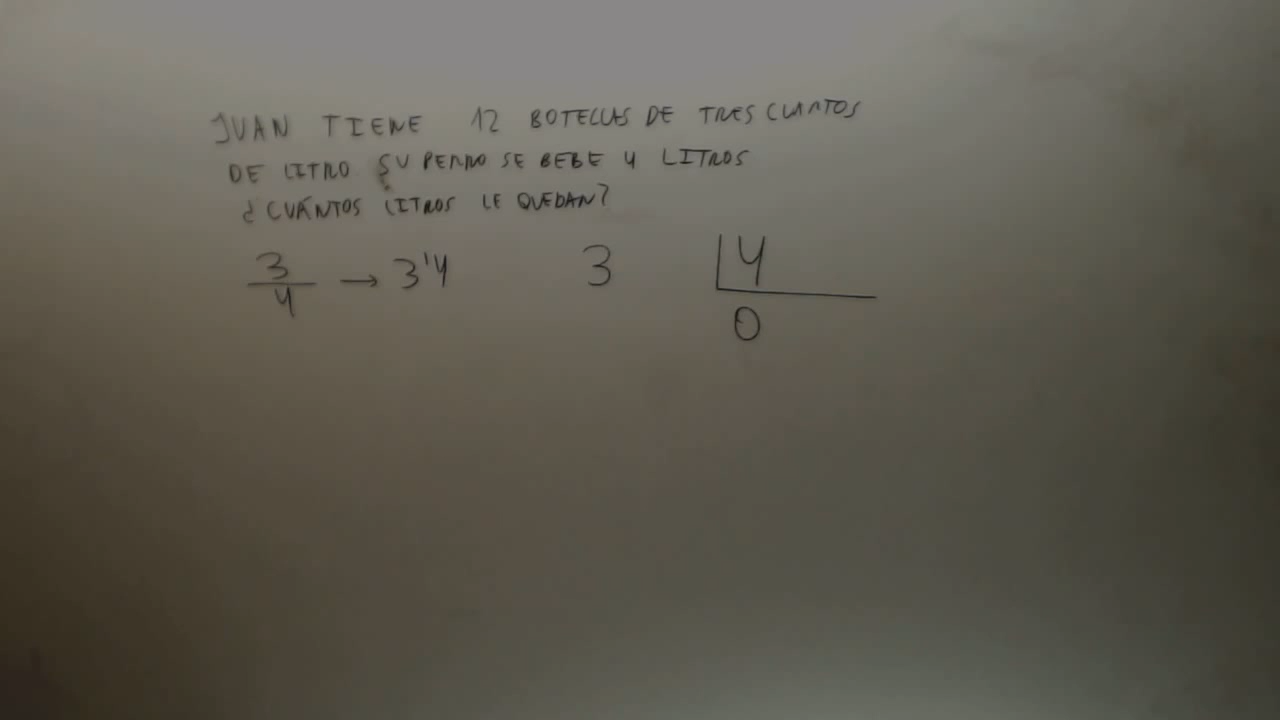 JUAN TIENE 12 BOTELLAS DE TRES CUARTOS
DE LITRO. SU PERRO SE BEBE 4 LITROS
¿CUÁNTOS LITROS LE QUEDAN?
3/4 → 3'4 3 4
0